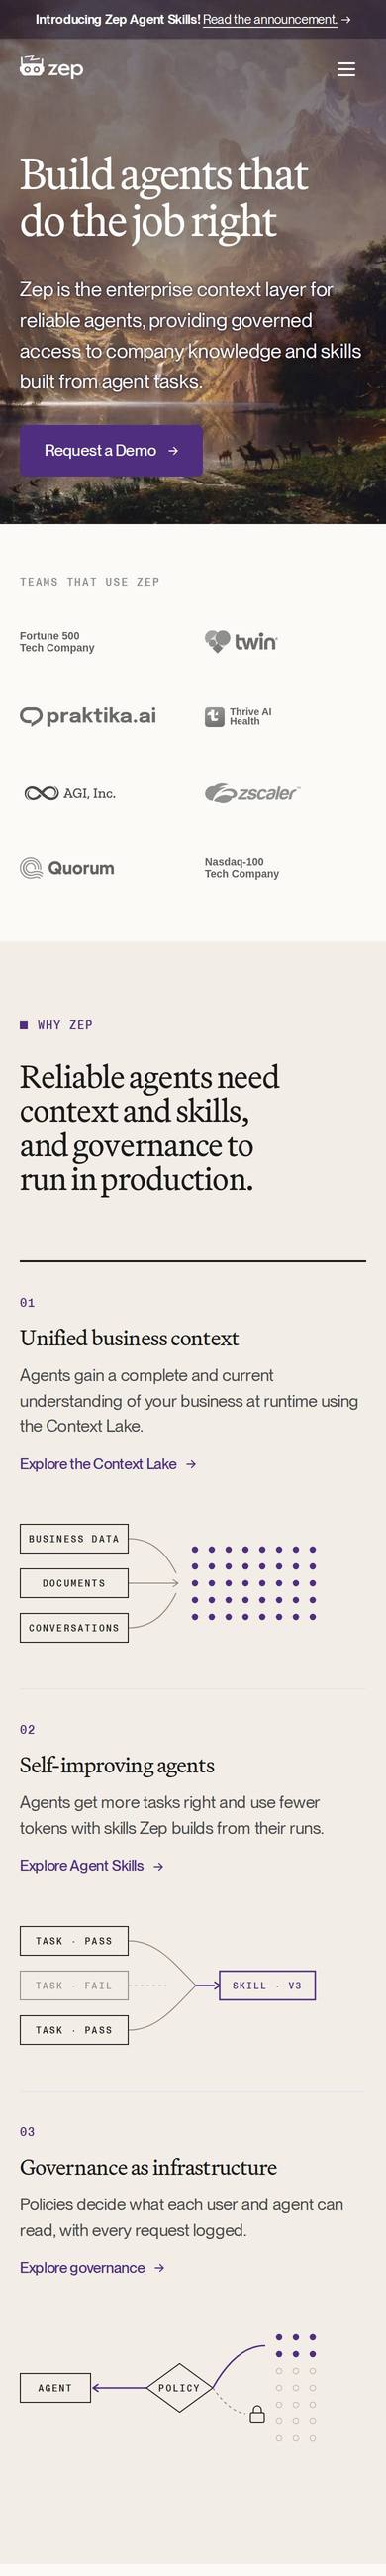 Introducing Zep Agent Skills! Read the announcement. →
zep
Build agents that
do the job right
Zep is the enterprise context layer for
reliable agents, providing governed
access to company knowledge and skills
built from agent tasks.
Request a Demo →
TEAMS THAT USE ZEP
Fortune 500
Tech Company
twin
praktika.ai
Thrive AI
Health
AGI, Inc.
zscaler™
Quorum
Nasdaq-100
Tech Company
WHY ZEP
Reliable agents need
context and skills,
and governance to
run in production.
01
Unified business context
Agents gain a complete and current
understanding of your business at runtime using
the Context Lake.
Explore the Context Lake →
BUSINESS DATA
DOCUMENTS
CONVERSATIONS
02
Self-improving agents
Agents get more tasks right and use fewer
tokens with skills Zep builds from their runs.
Explore Agent Skills →
TASK · PASS
TASK · FAIL
SKILL · V3
TASK · PASS
03
Governance as infrastructure
Policies decide what each user and agent can
read, with every request logged.
Explore governance →
AGENT
POLICY